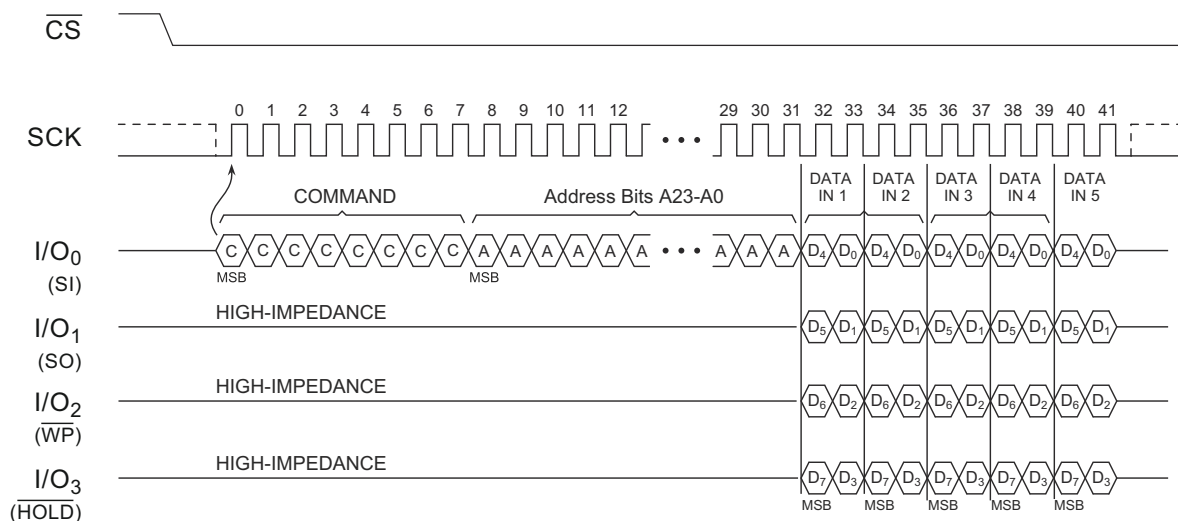 CS
SCK
0 1 2 3 4 5 6 7 8 9 10 11 12 29 30 31 32 33 34 35 36 37 38 39 40 41
COMMAND
Address Bits A23-A0
DATA IN 1
DATA IN 2
DATA IN 3
DATA IN 4
DATA IN 5
I/O0
(SI)
C C C C C C C C A A A A A A A A A D4 D0 D4 D0 D4 D0 D4 D0 D4 D0
MSB MSB
I/O1
(SO)
HIGH-IMPEDANCE
D5 D1 D5 D1 D5 D1 D5 D1 D5 D1
I/O2
(WP)
HIGH-IMPEDANCE
D6 D2 D6 D2 D6 D2 D6 D2 D6 D2
I/O3
(HOLD)
HIGH-IMPEDANCE
D7 D3 D7 D3 D7 D3 D7 D3 D7 D3
MSB MSB MSB MSB MSB